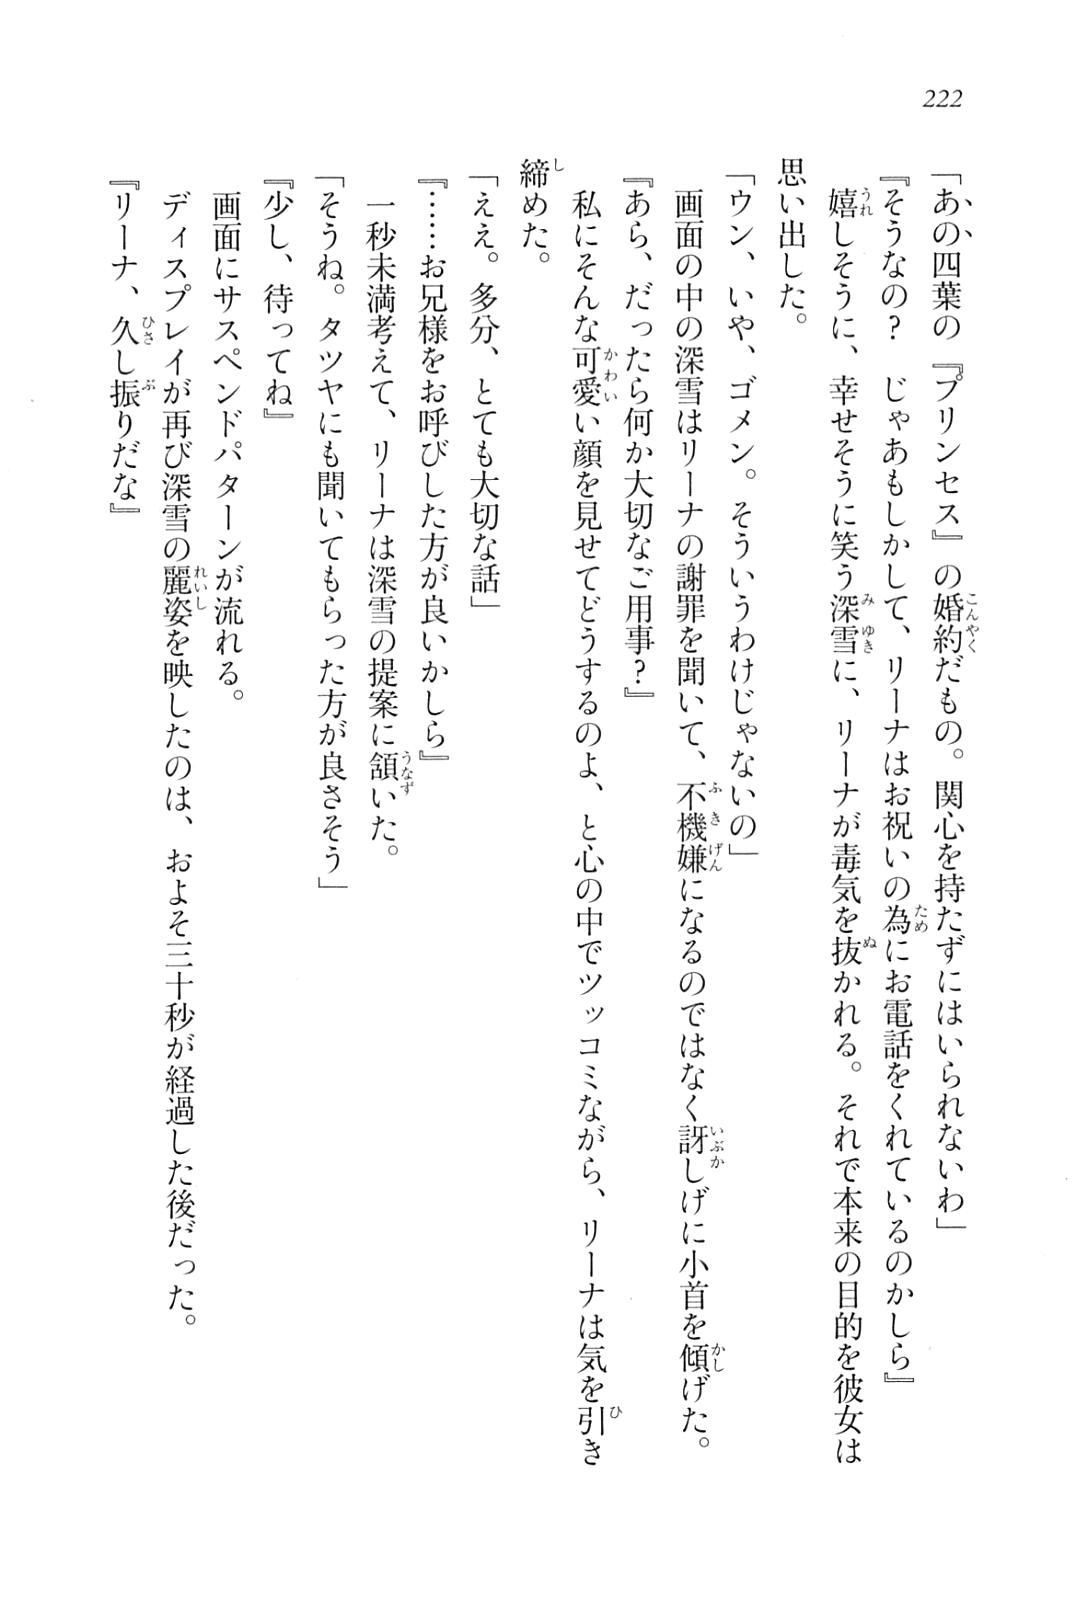 222
「あの四葉の『プリンセス』の婚約だもの。関心を持たずにはいられないわ」
『そうなの？　じゃあもしかして、リーナはお祝いの為にお電話をくれているのかしら』
　嬉しそうに、幸せそうに笑う深雪に、リーナが毒気を抜かれる。それで本来の目的を彼女は
思い出した。
「ウン、いや、ゴメン。そういうわけじゃないの」
　画面の中の深雪はリーナの謝罪を聞いて、不機嫌になるのではなく訝しげに小首を傾げた。
『あら、だったら何か大切なご用事？』
　私にそんな可愛い顔を見せてどうするのよ、と心の中でツッコミながら、リーナは気を引き
締めた。
「ええ。多分、とても大切な話」
『……お兄様をお呼びした方が良いかしら』
　一秒未満考えて、リーナは深雪の提案に頷いた。
「そうね。タツヤにも聞いてもらった方が良さそう」
『少し、待ってね』
　画面にサスペンドパターンが流れる。
　ディスプレイが再び深雪の麗姿を映したのは、およそ三十秒が経過した後だった。
『リーナ、久し振りだな』